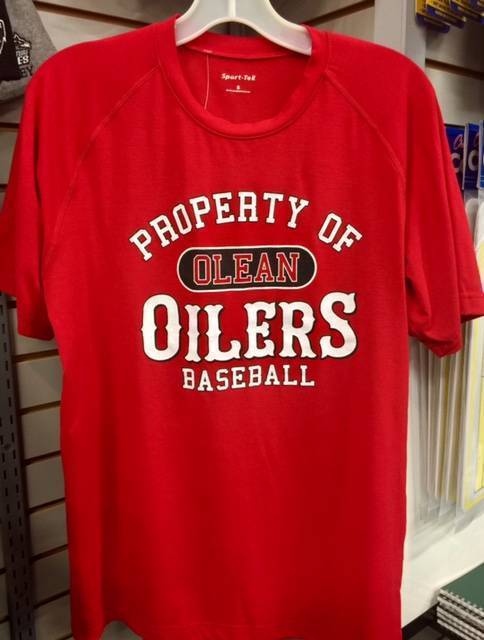 Sport-Tek
S
PROPERTY OF
OLEAN
OILERS
BASEBALL